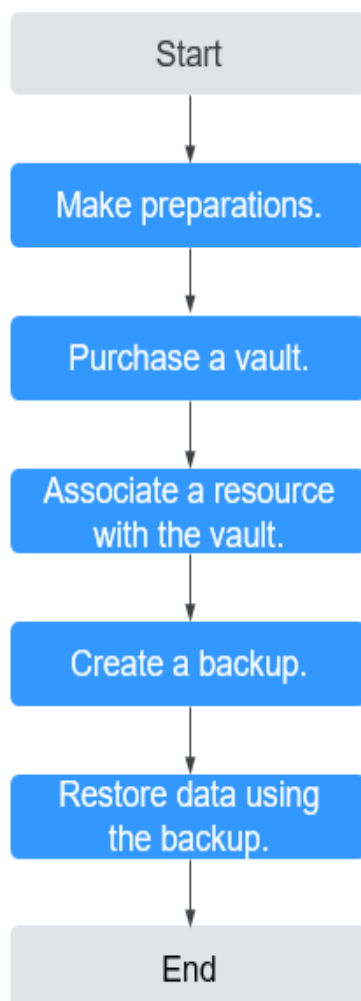 Start
Make preparations.
Purchase a vault.
Associate a resource
with the vault.
Create a backup.
Restore data using
the backup.
End